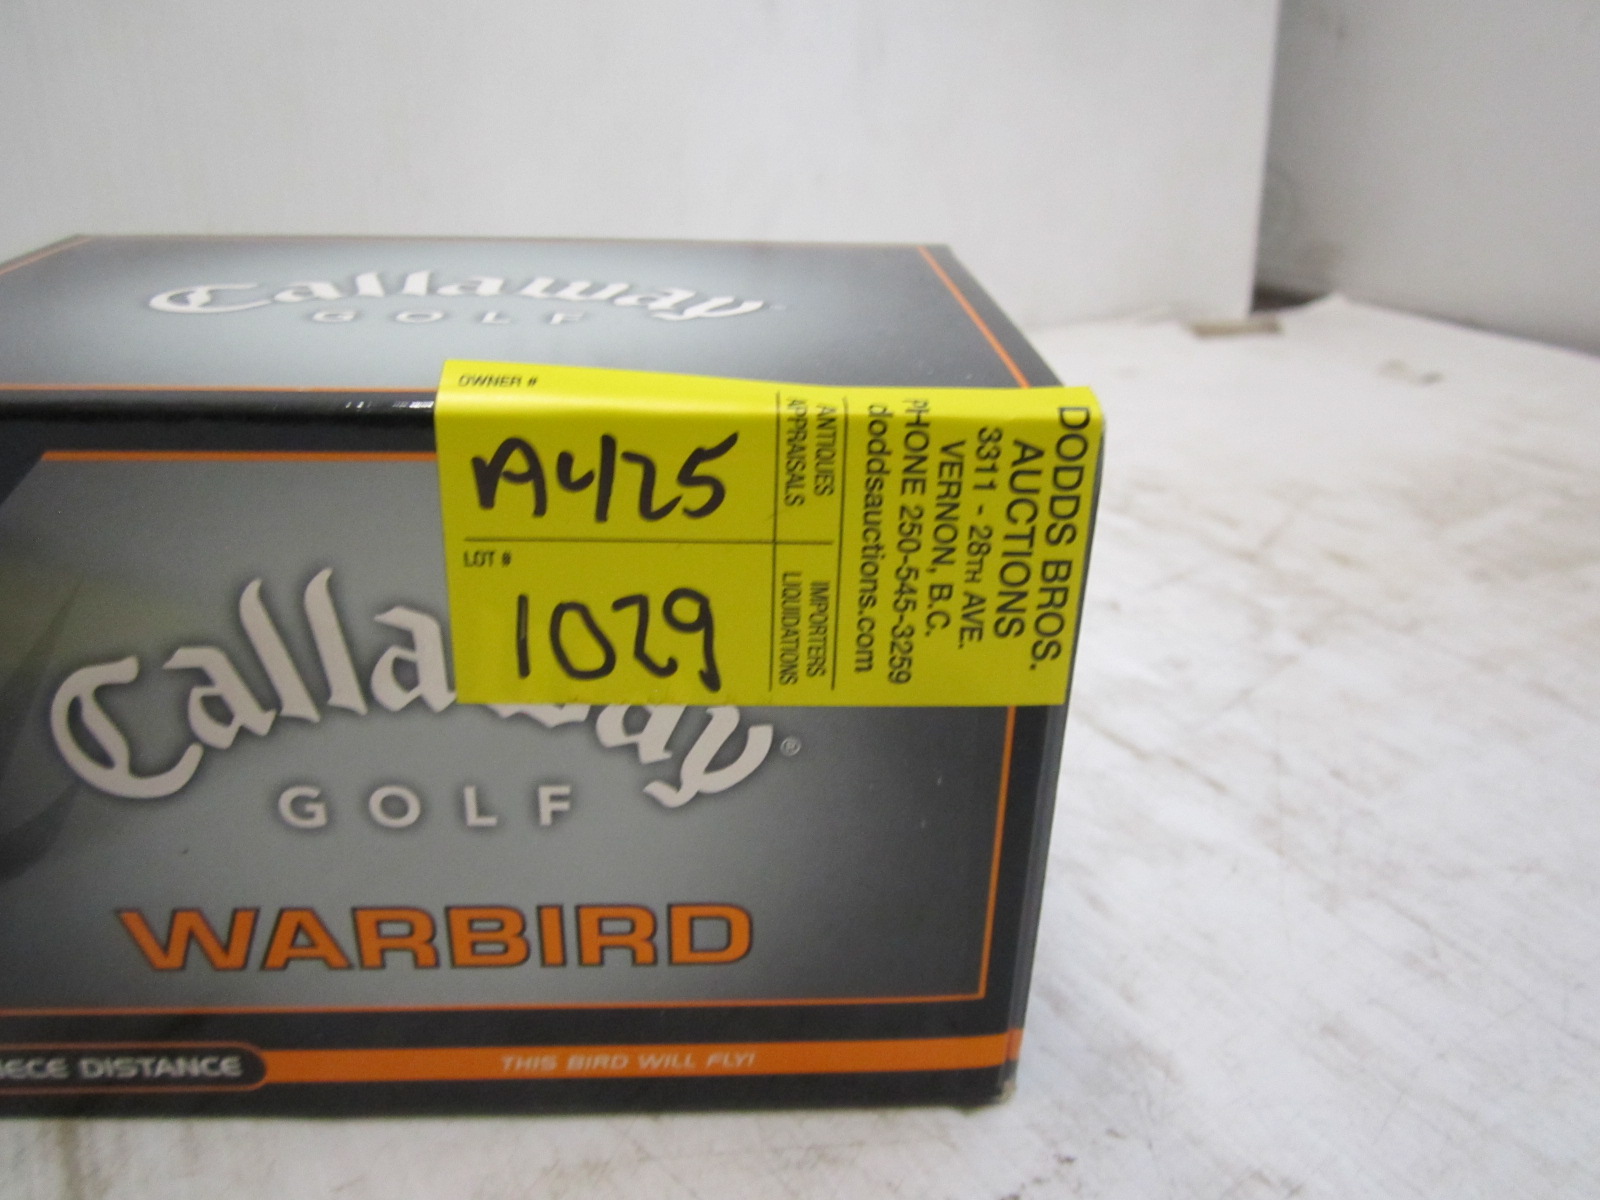 Callaway
GOLF
OWNER #
A425
LOT #
1029
ANTIQUES
APPRAISALS
IMPORTERS
LIQUIDATIONS
DODDS BROS.
AUCTIONS
3311 - 28TH AVE.
VERNON, B.C.
PHONE 250-545-3259
doddsauctions.com
Callaway®
GOLF
WARBIRD
IECE DISTANCE
THIS BIRD WILL FLY!